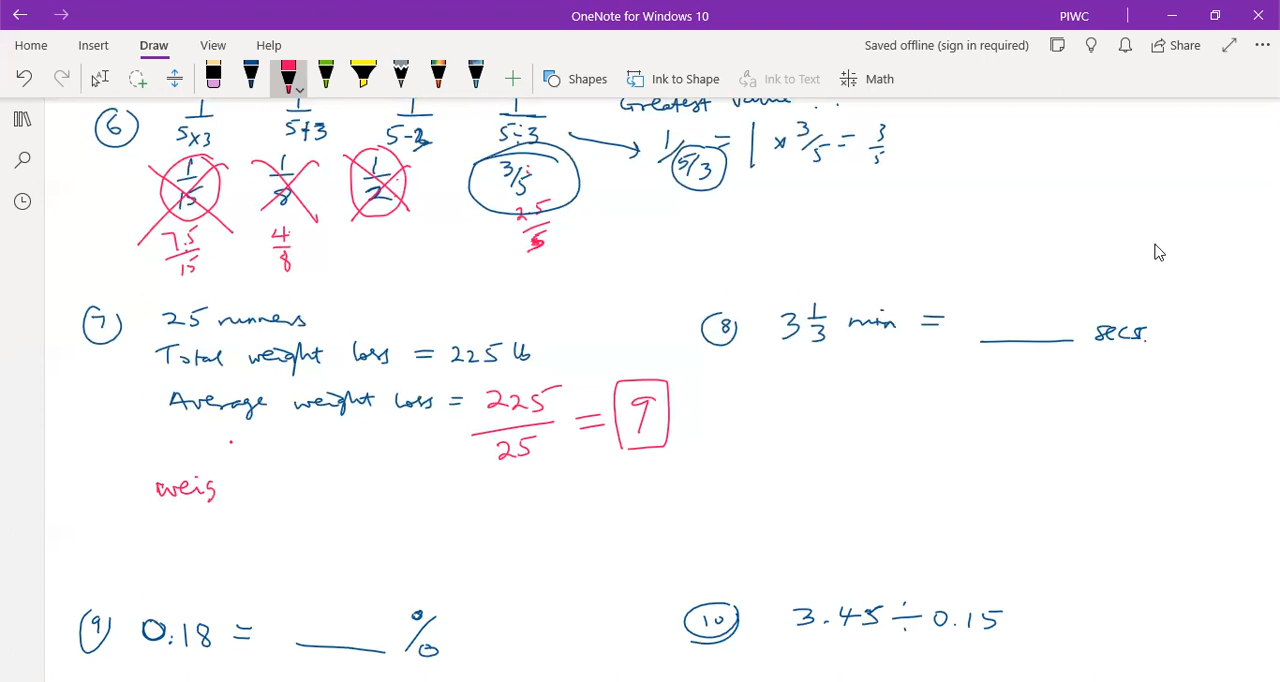 OneNote for Windows 10
PIWC
Home Insert Draw View Help
Saved offline (sign in required)
Share
Shapes
Ink to Shape
Ink to Text
Math
Greatest value . .
6
1/5×3 1/5+3 1/5-3 1/5÷3
1/5/3 = 1 × 3/5 = 3/5
1/15 1/8 1/2 3/5
7.5/15 4/8 25/5
7 25 runners
Total weight loss = 225 lb
Average weight loss = 225/25 = 9
weig
8 3 1/3 min = ____ secs.
9 0.18 = ____ %
10 3.45 ÷ 0.15